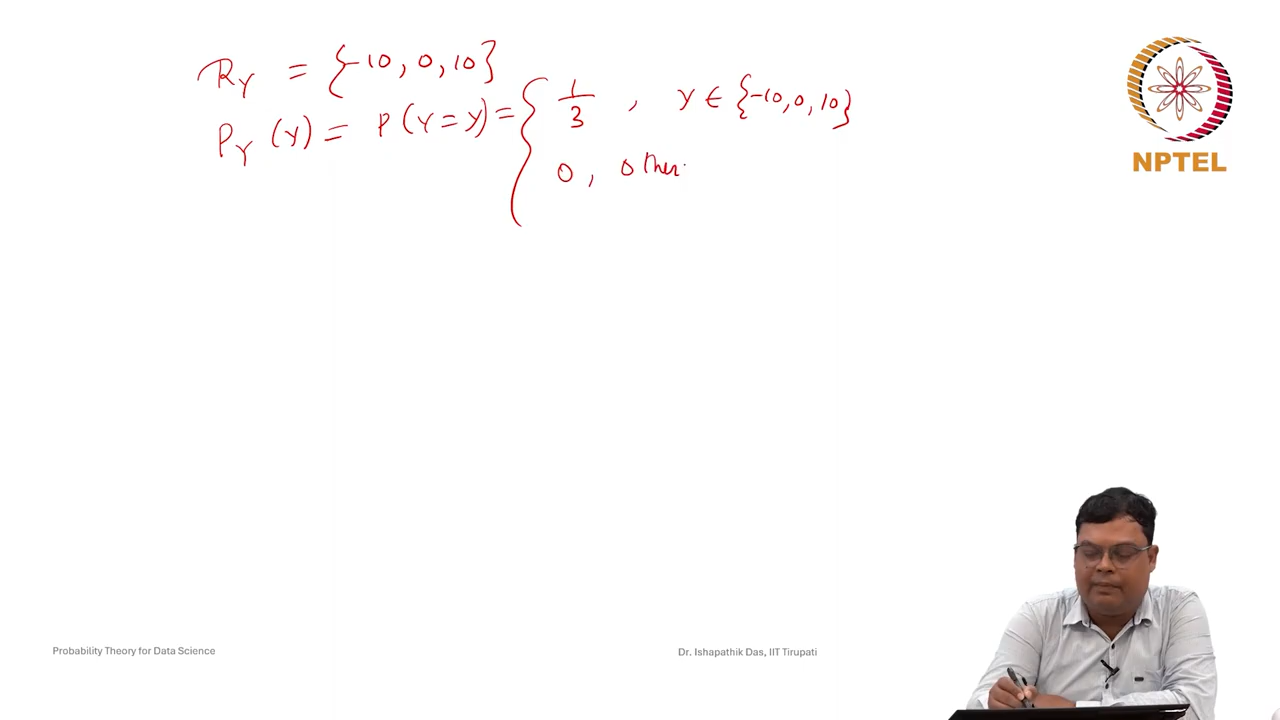 R_Y = {-10, 0, 10}
P_Y (y) = P (Y = y) = { 1/3 , y ∈ {-10, 0, 10}
0 , other
NPTEL
Probability Theory for Data Science
Dr. Ishapathik Das, IIT Tirupati